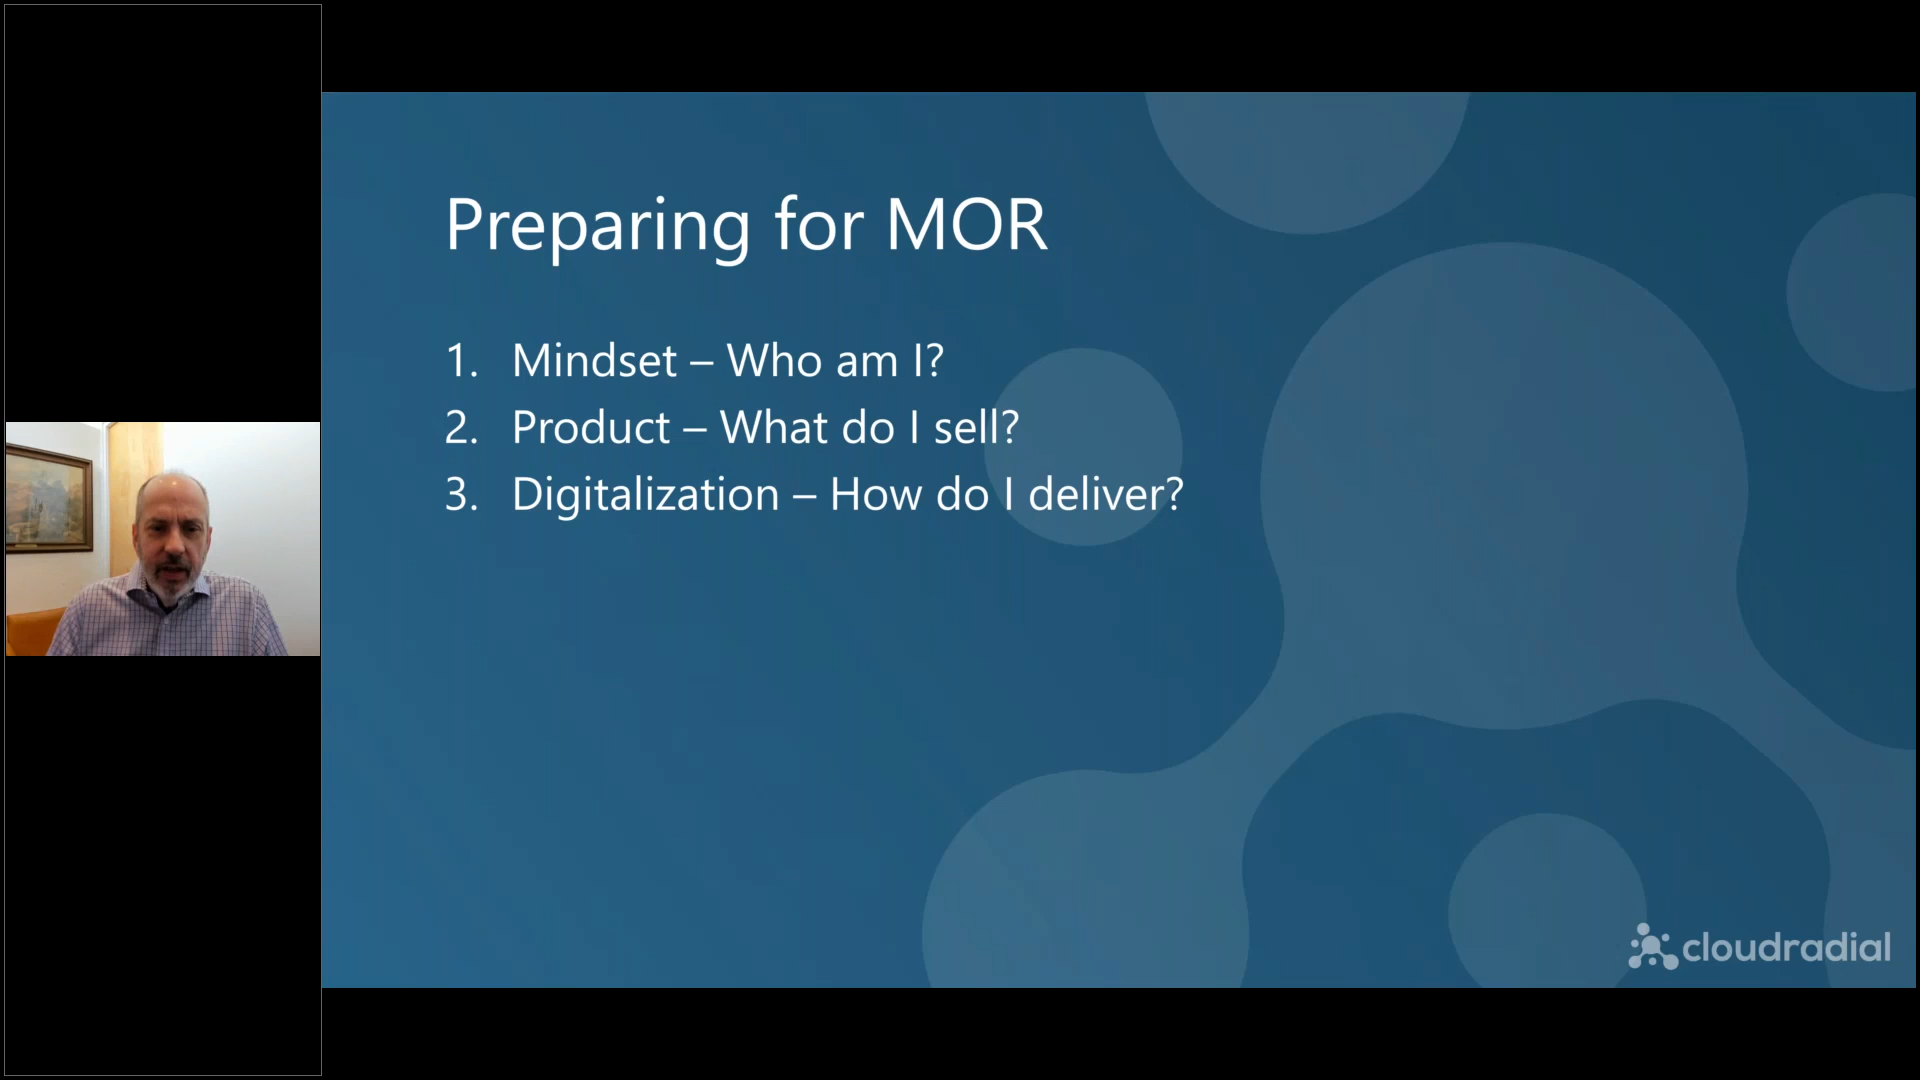 Preparing for MOR
1. Mindset – Who am I?
2. Product – What do I sell?
3. Digitalization – How do I deliver?
cloudradial